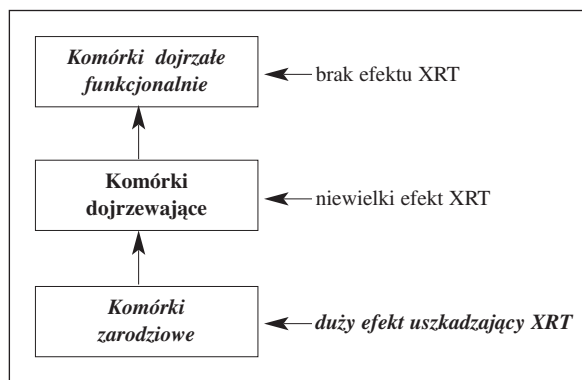 Komórki dojrzałe
funkcjonalnie
brak efektu XRT
Komórki
dojrzewające
niewielki efekt XRT
Komórki
zarodziowe
duży efekt uszkadzający XRT